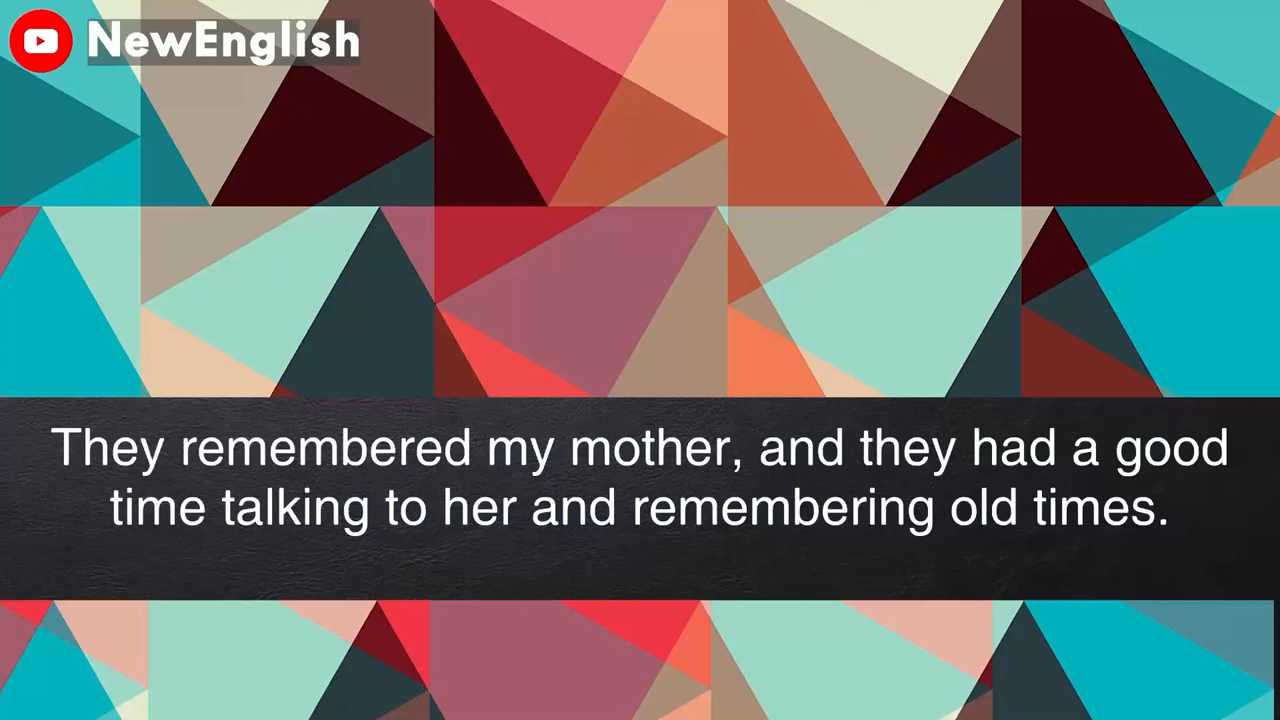 NewEnglish
They remembered my mother, and they had a good
time talking to her and remembering old times.